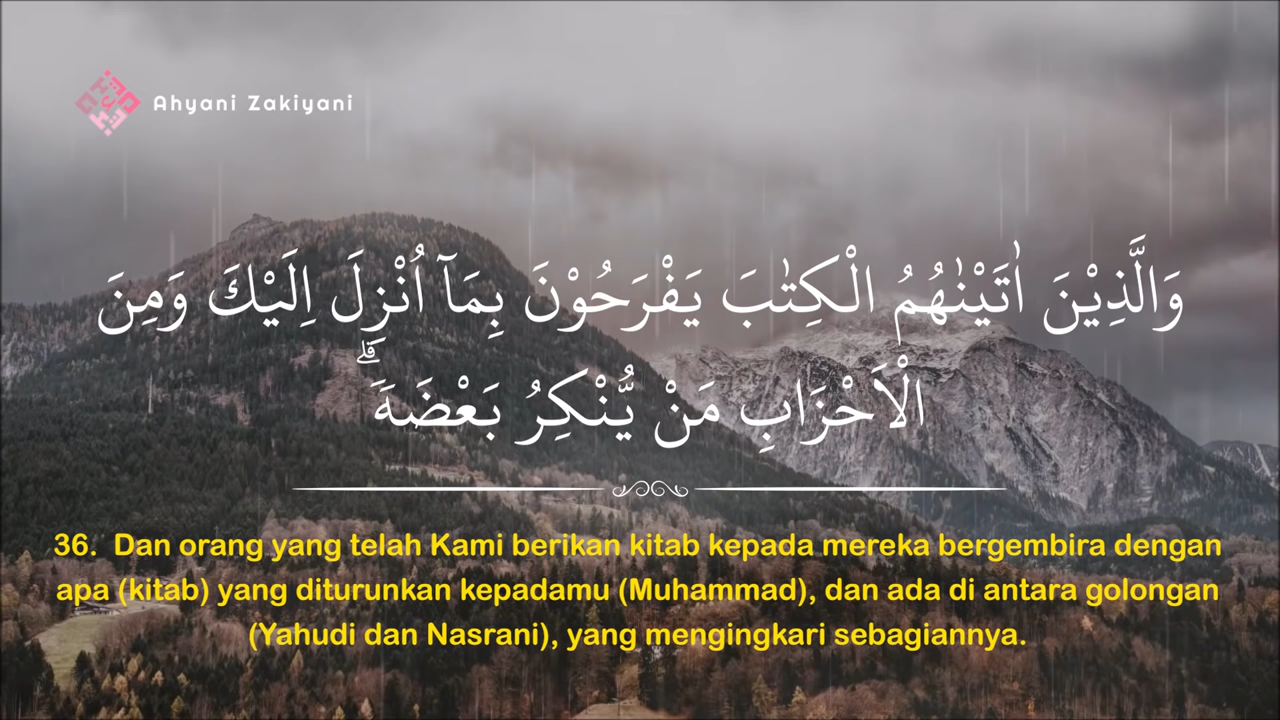 Ahyani Zakiyani
وَالَّذِيْنَ اٰتَيْنٰهُمُ الْكِتٰبَ يَفْرَحُوْنَ بِمَآ اُنْزِلَ اِلَيْكَ وَمِنَ
الْاَحْزَابِ مَنْ يُّنْكِرُ بَعْضَهٗ ۗ
36. Dan orang yang telah Kami berikan kitab kepada mereka bergembira dengan
apa (kitab) yang diturunkan kepadamu (Muhammad), dan ada di antara golongan
(Yahudi dan Nasrani), yang mengingkari sebagiannya.